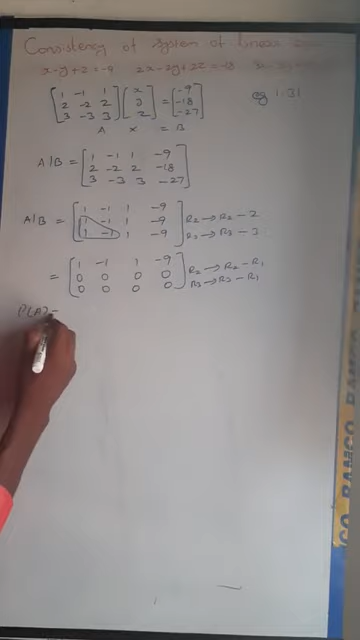 Consistency of System of Linear
x-y+z=-9 2x-2y+2z=-18 3x-3y
[1 -1 1] [x] [-9] eg 1.31
[2 -2 2] [y] = [-18]
[3 -3 3] [z] [-27]
A X = B
A|B = [1 -1 1 -9]
[2 -2 2 -18]
[3 -3 3 -27]
A|B = [1 -1 1 -9]
[1 -1 1 -9] R2→R2÷2
[1 -1 1 -9] R3→R3÷3
= [1 -1 1 -9]
[0 0 0 0] R2→R2-R1
[0 0 0 0] R3→R3-R1
P(A)=
BAMCO